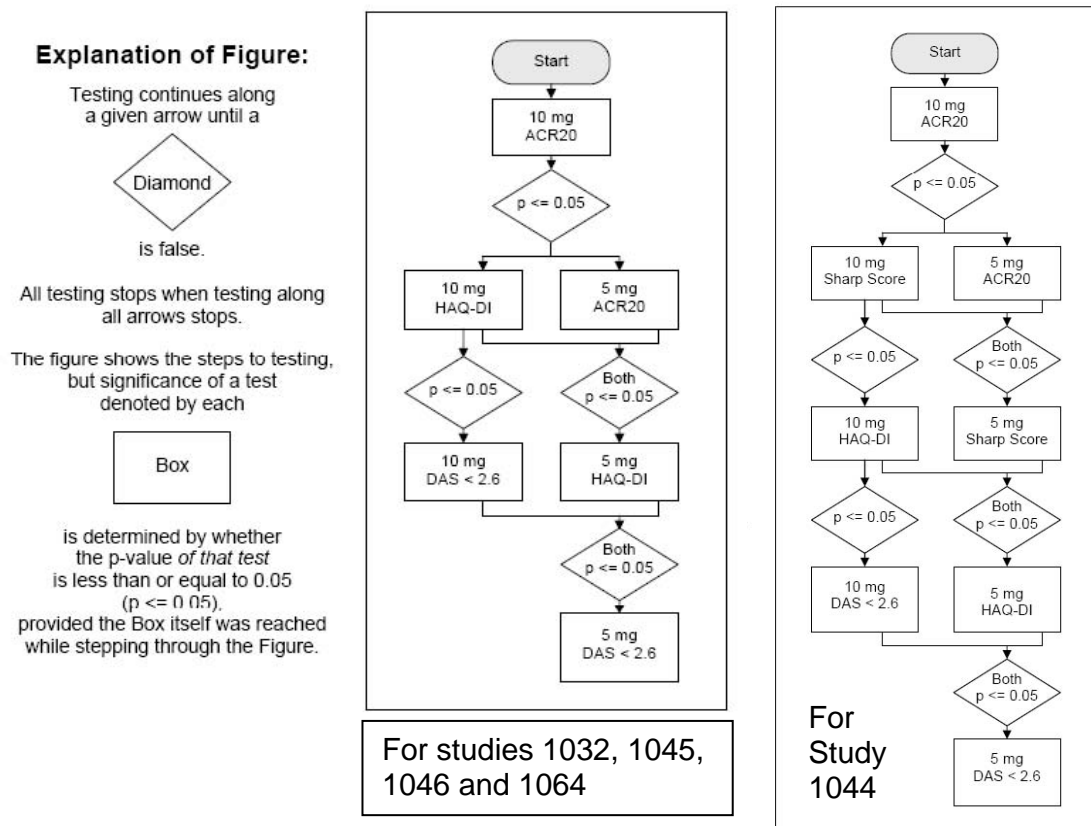 Explanation of Figure:
Testing continues along
a given arrow until a
Diamond
is false.
All testing stops when testing along
all arrows stops.
The figure shows the steps to testing,
but significance of a test
denoted by each
Box
is determined by whether
the p-value of that test
is less than or equal to 0.05
(p <= 0.05),
provided the Box itself was reached
while stepping through the Figure.
Start
10 mg
ACR20
p <= 0.05
10 mg
HAQ-DI
5 mg
ACR20
p <= 0.05
Both
p <= 0.05
10 mg
DAS < 2.6
5 mg
HAQ-DI
Both
p <= 0.05
5 mg
DAS < 2.6
For studies 1032, 1045,
1046 and 1064
Start
10 mg
ACR20
p <= 0.05
10 mg
Sharp Score
5 mg
ACR20
p <= 0.05
Both
p <= 0.05
10 mg
HAQ-DI
5 mg
Sharp Score
p <= 0.05
Both
p <= 0.05
10 mg
DAS < 2.6
5 mg
HAQ-DI
Both
p <= 0.05
5 mg
DAS < 2.6
For
Study
1044